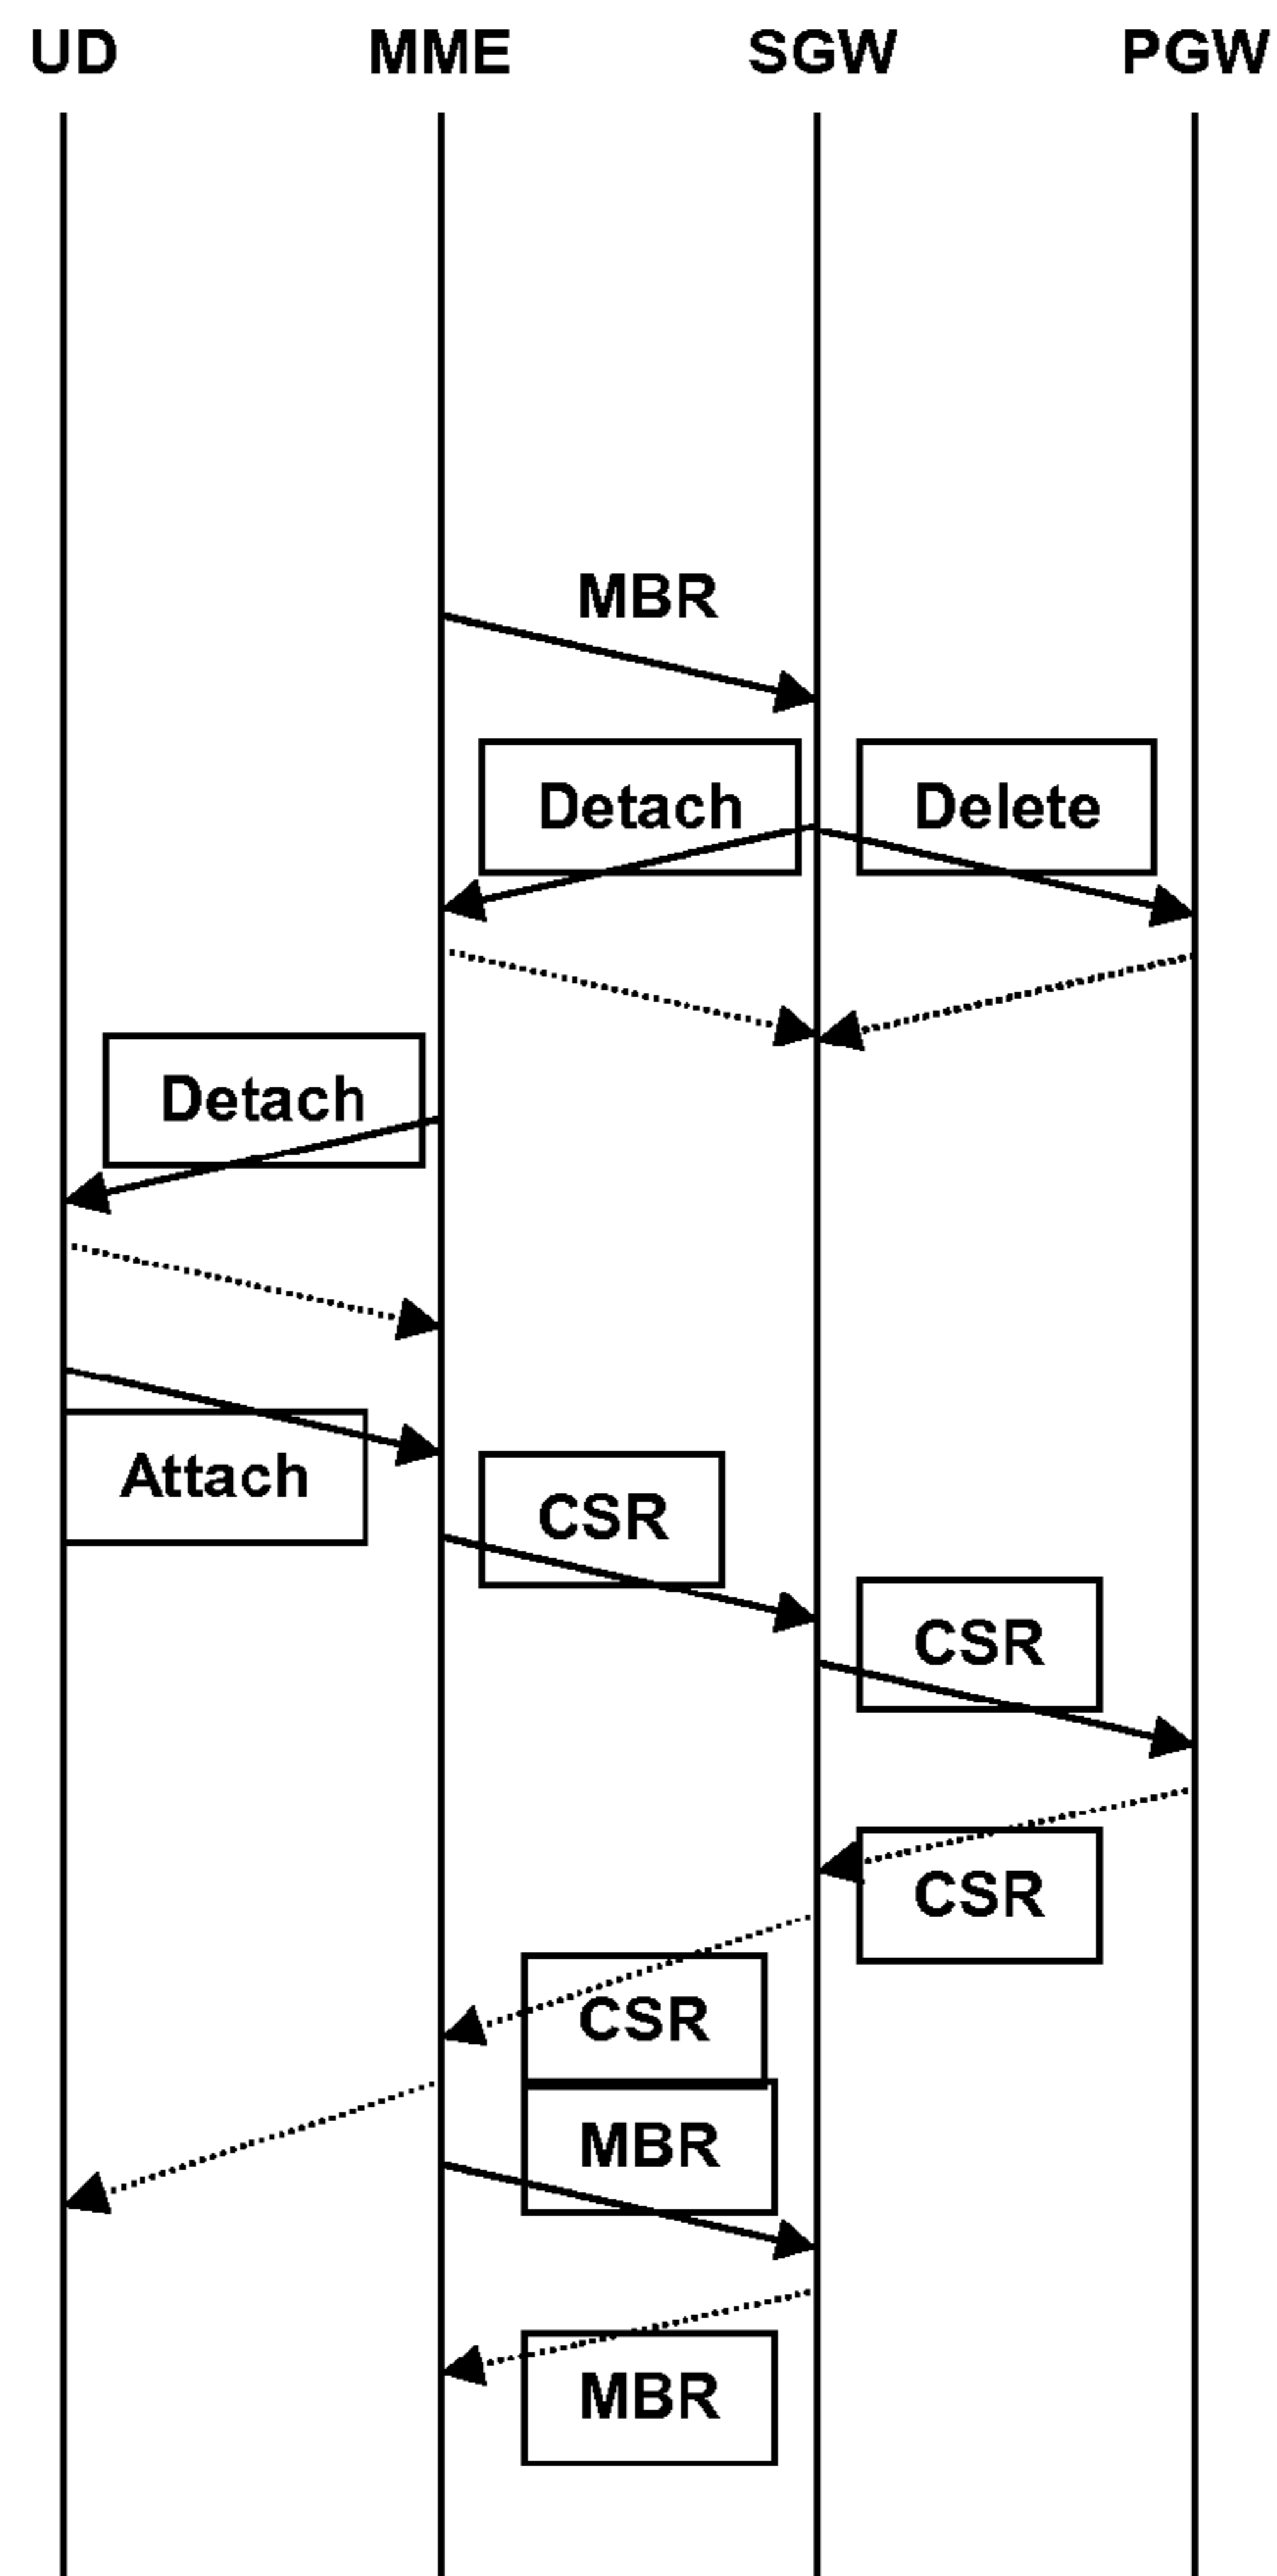 UD MME SGW PGW
MBR
Detach Delete
Detach
Attach
CSR
CSR
CSR
CSR
MBR
MBR